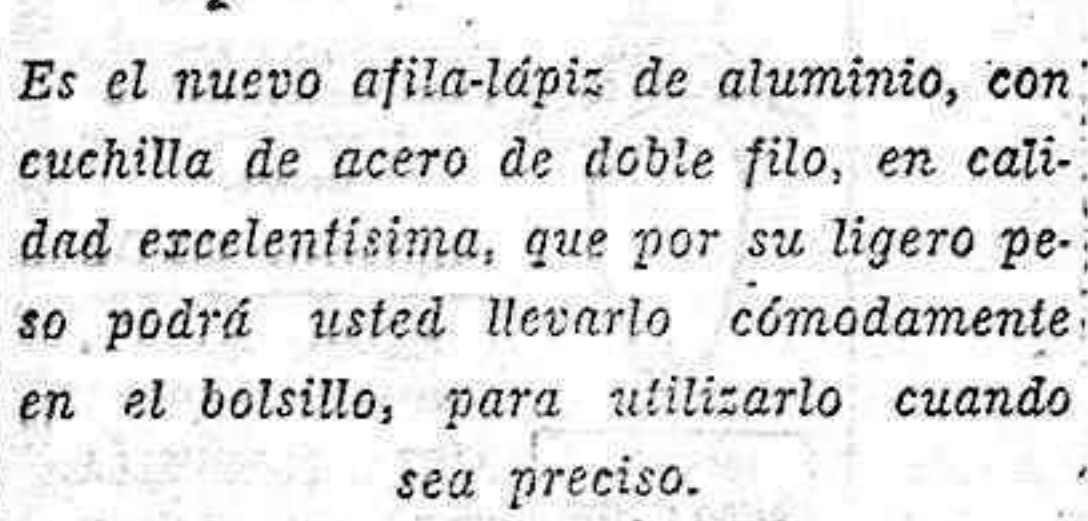 Es el nuevo afila-lápiz de aluminio, con
cuchilla de acero de doble filo, en cali-
dad excelentísima, que por su ligero pe-
so podrá usted llevarlo cómodamente
en el bolsillo, para utilizarlo cuando
sea preciso.